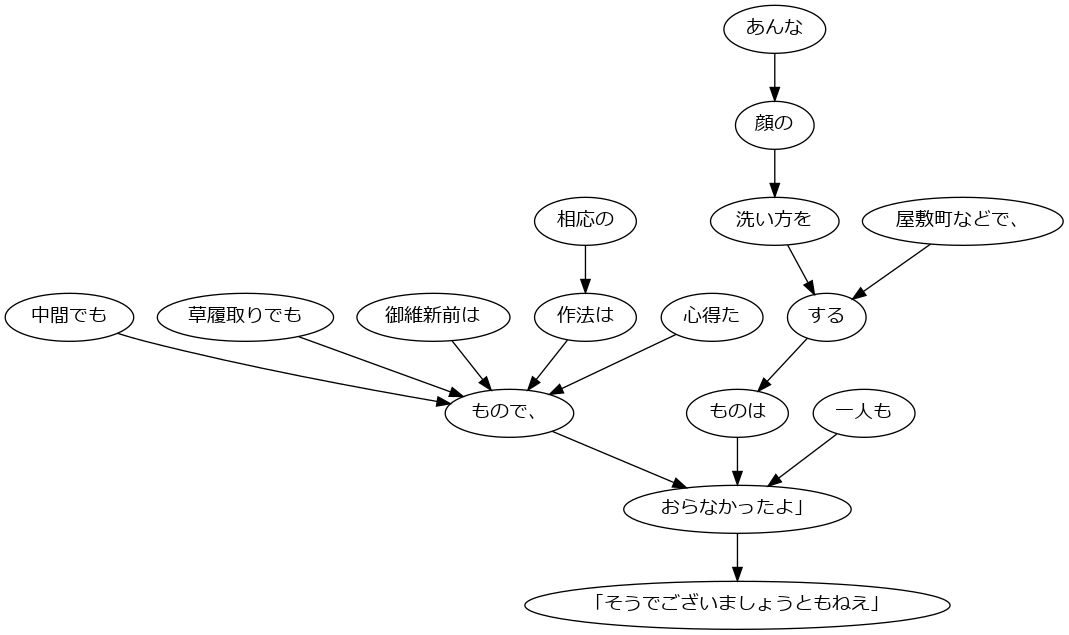 あんな
顔の
相応の
洗い方を
屋敷町などで、
中間でも
草履取りでも
御維新前は
作法は
心得た
する
もので、
ものは
一人も
おらなかったよ」
「そうでございましょうともねえ」